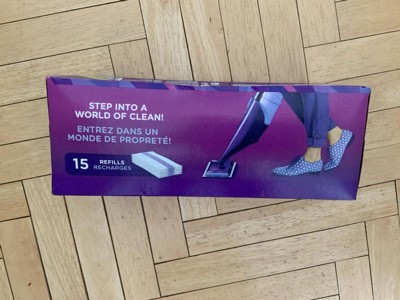 STEP INTO A
WORLD OF CLEAN!
ENTREZ DANS UN
MONDE DE PROPRETÉ!
15 REFILLS
RECHARGES